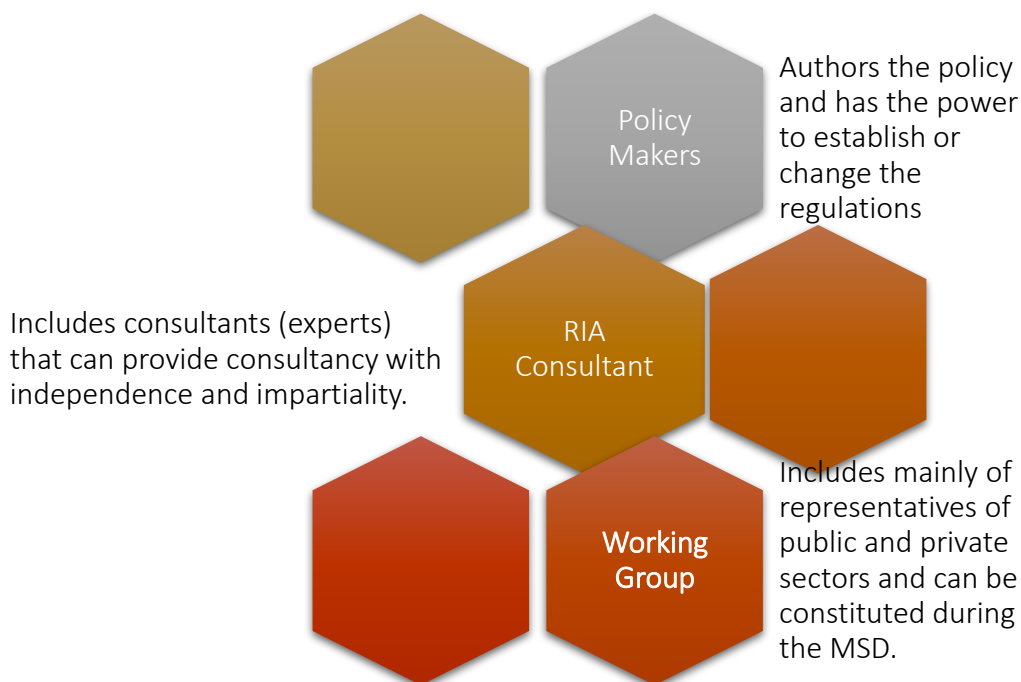 Policy
Makers
Authors the policy
and has the power
to establish or
change the
regulations
Includes consultants (experts)
that can provide consultancy with
independence and impartiality.
RIA
Consultant
Working
Group
Includes mainly of
representatives of
public and private
sectors and can be
constituted during
the MSD.